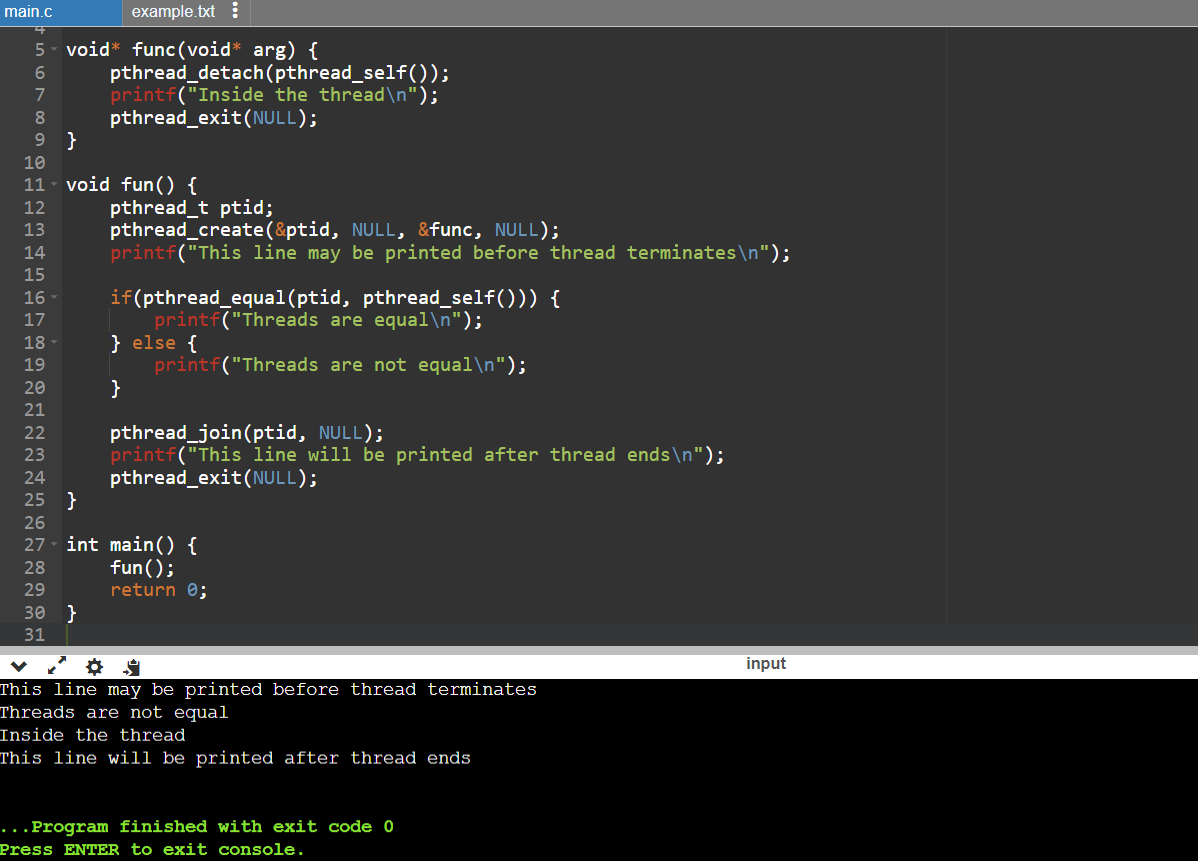 main.c example.txt
4
5 void* func(void* arg) {
6     pthread_detach(pthread_self());
7     printf("Inside the thread\n");
8     pthread_exit(NULL);
9 }
10
11 void fun() {
12     pthread_t ptid;
13     pthread_create(&ptid, NULL, &func, NULL);
14     printf("This line may be printed before thread terminates\n");
15
16     if(pthread_equal(ptid, pthread_self())) {
17         printf("Threads are equal\n");
18     } else {
19         printf("Threads are not equal\n");
20     }
21
22     pthread_join(ptid, NULL);
23     printf("This line will be printed after thread ends\n");
24     pthread_exit(NULL);
25 }
26
27 int main() {
28     fun();
29     return 0;
30 }
31
input
This line may be printed before thread terminates
Threads are not equal
Inside the thread
This line will be printed after thread ends
...Program finished with exit code 0
Press ENTER to exit console.